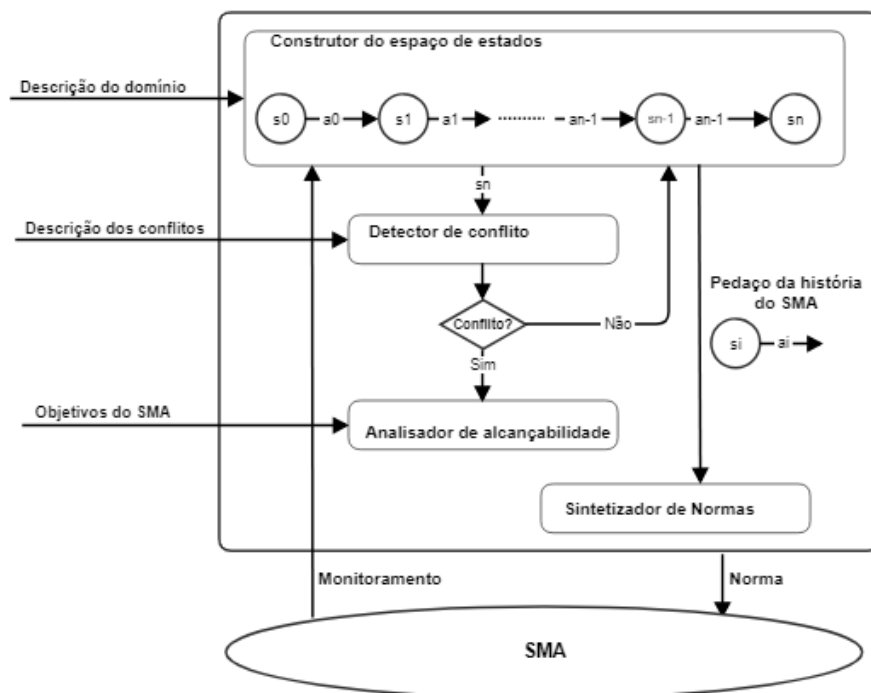 Construtor do espaço de estados
Descrição do domínio
s0 a0 s1 a1 ......... an-1 sn-1 an-1 sn
sn
Descrição dos conflitos
Detector de conflito
Pedaço da história
do SMA
Conflito?
Não
si ai
Sim
Objetivos do SMA
Analisador de alcançabilidade
Sintetizador de Normas
Monitoramento
Norma
SMA